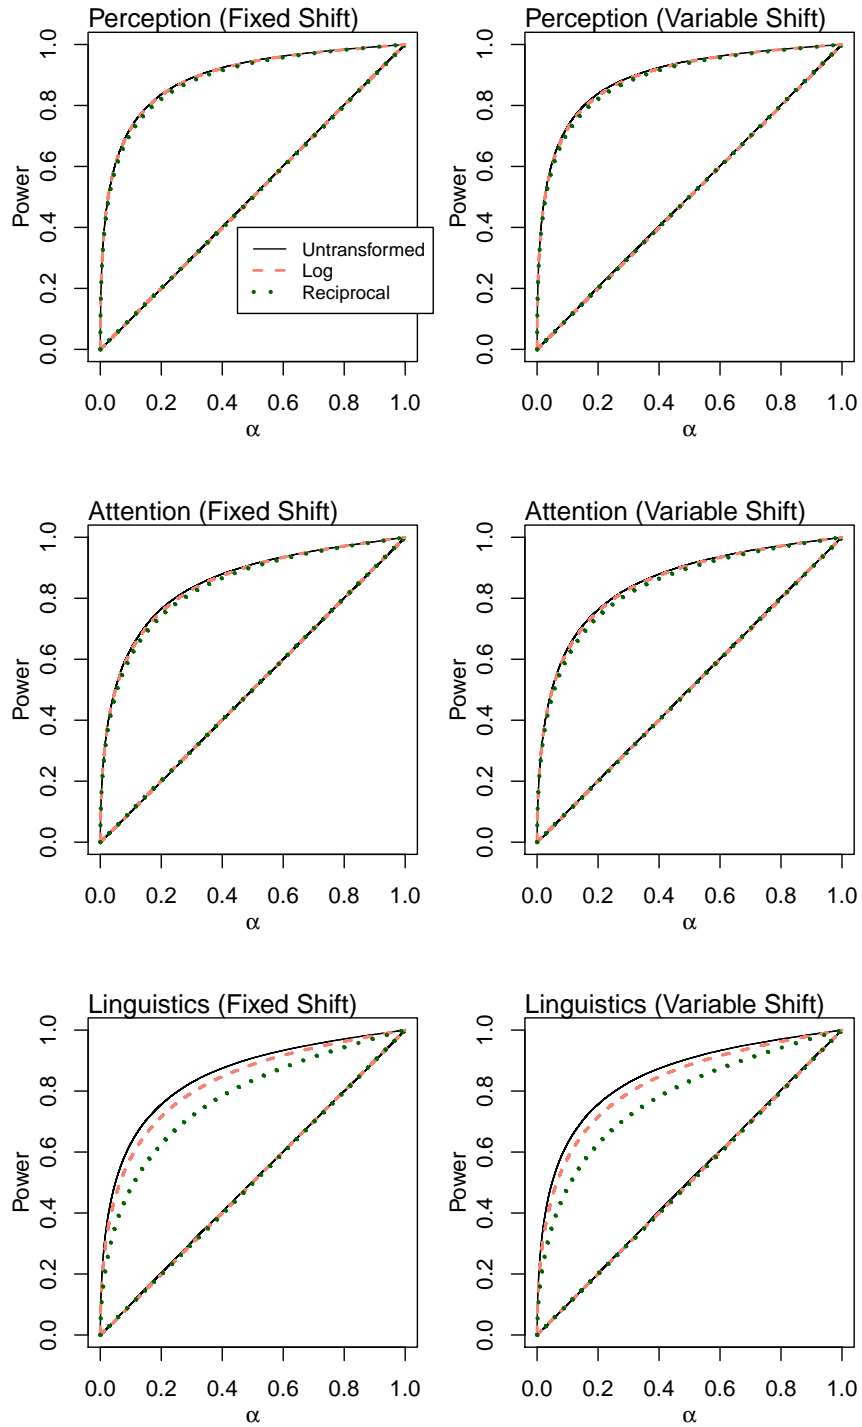 Perception (Fixed Shift)
Power
0.0 0.2 0.4 0.6 0.8 1.0
Untransformed
Log
Reciprocal
0.0 0.2 0.4 0.6 0.8 1.0
α
Perception (Variable Shift)
Power
0.0 0.2 0.4 0.6 0.8 1.0
0.0 0.2 0.4 0.6 0.8 1.0
α
Attention (Fixed Shift)
Power
0.0 0.2 0.4 0.6 0.8 1.0
0.0 0.2 0.4 0.6 0.8 1.0
α
Attention (Variable Shift)
Power
0.0 0.2 0.4 0.6 0.8 1.0
0.0 0.2 0.4 0.6 0.8 1.0
α
Linguistics (Fixed Shift)
Power
0.0 0.2 0.4 0.6 0.8 1.0
0.0 0.2 0.4 0.6 0.8 1.0
α
Linguistics (Variable Shift)
Power
0.0 0.2 0.4 0.6 0.8 1.0
0.0 0.2 0.4 0.6 0.8 1.0
α